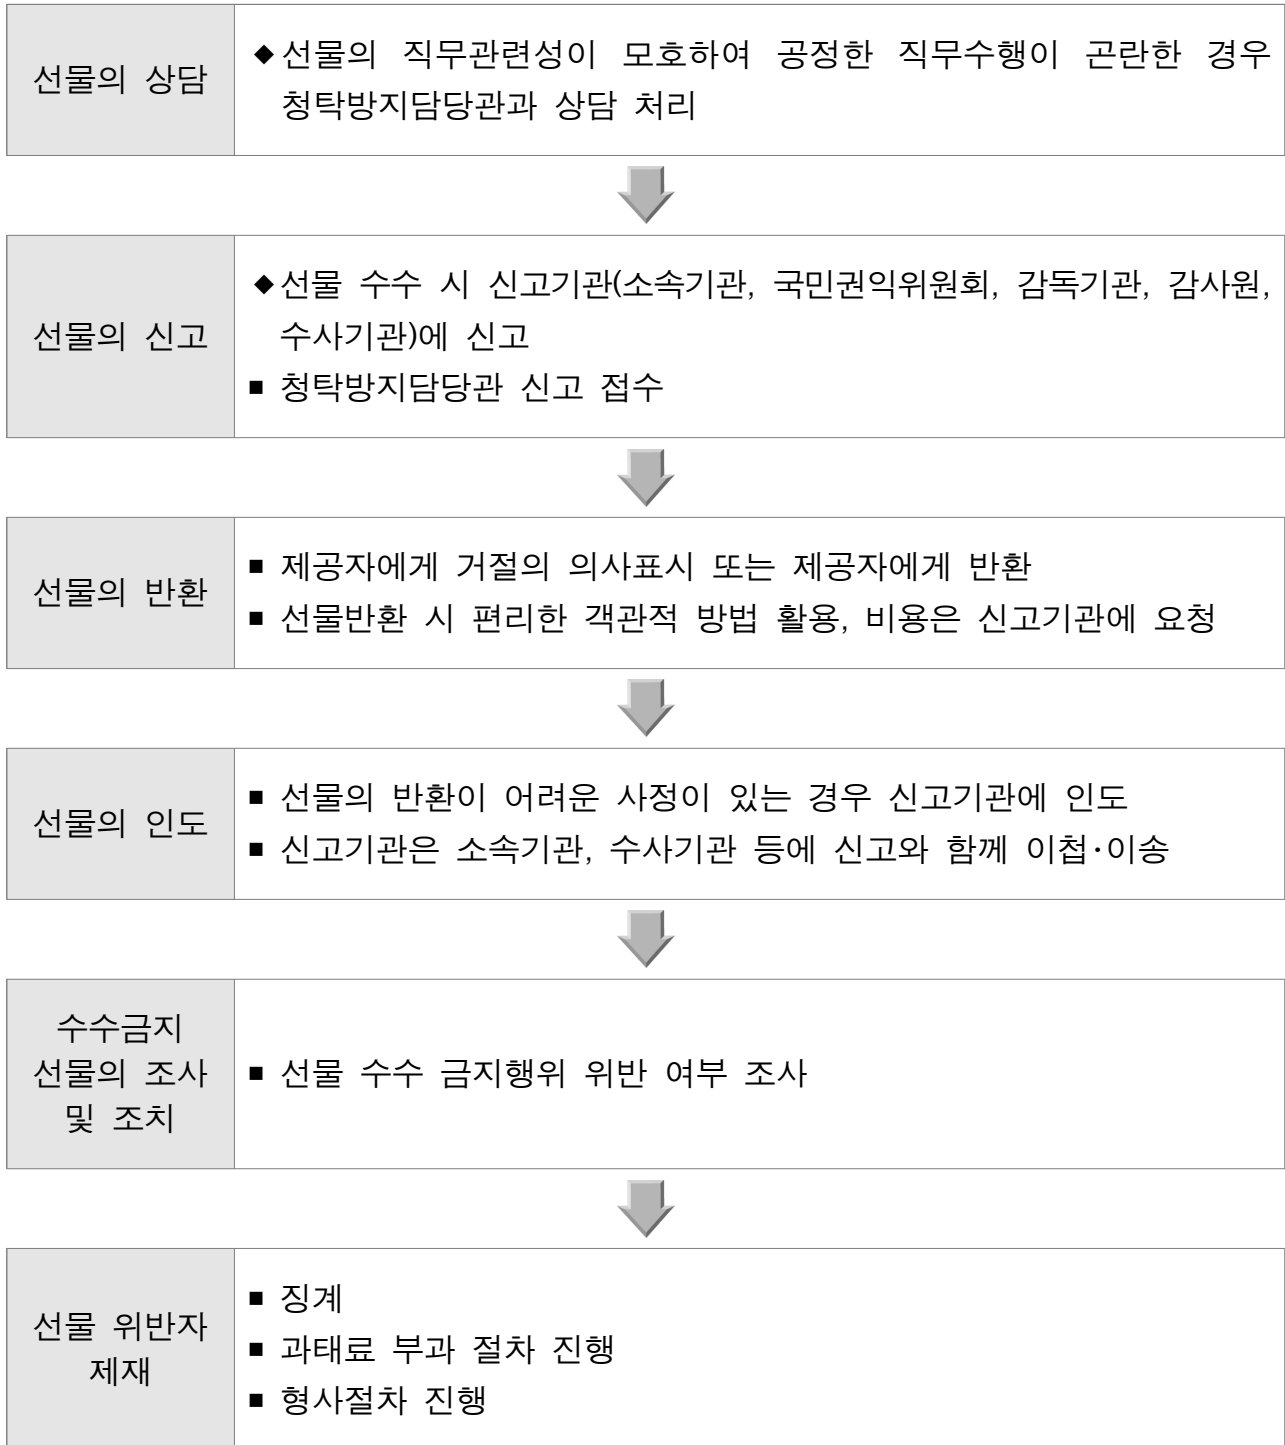 선물의 상담
◆선물의 직무관련성이 모호하여 공정한 직무수행이 곤란한 경우
청탁방지담당관과 상담 처리
선물의 신고
◆선물 수수 시 신고기관(소속기관, 국민권익위원회, 감독기관, 감사원,
수사기관)에 신고
▪ 청탁방지담당관 신고 접수
선물의 반환
▪ 제공자에게 거절의 의사표시 또는 제공자에게 반환
▪ 선물반환 시 편리한 객관적 방법 활용, 비용은 신고기관에 요청
선물의 인도
▪ 선물의 반환이 어려운 사정이 있는 경우 신고기관에 인도
▪ 신고기관은 소속기관, 수사기관 등에 신고와 함께 이첩·이송
수수금지
선물의 조사
및 조치
▪ 선물 수수 금지행위 위반 여부 조사
선물 위반자
제재
▪ 징계
▪ 과태료 부과 절차 진행
▪ 형사절차 진행